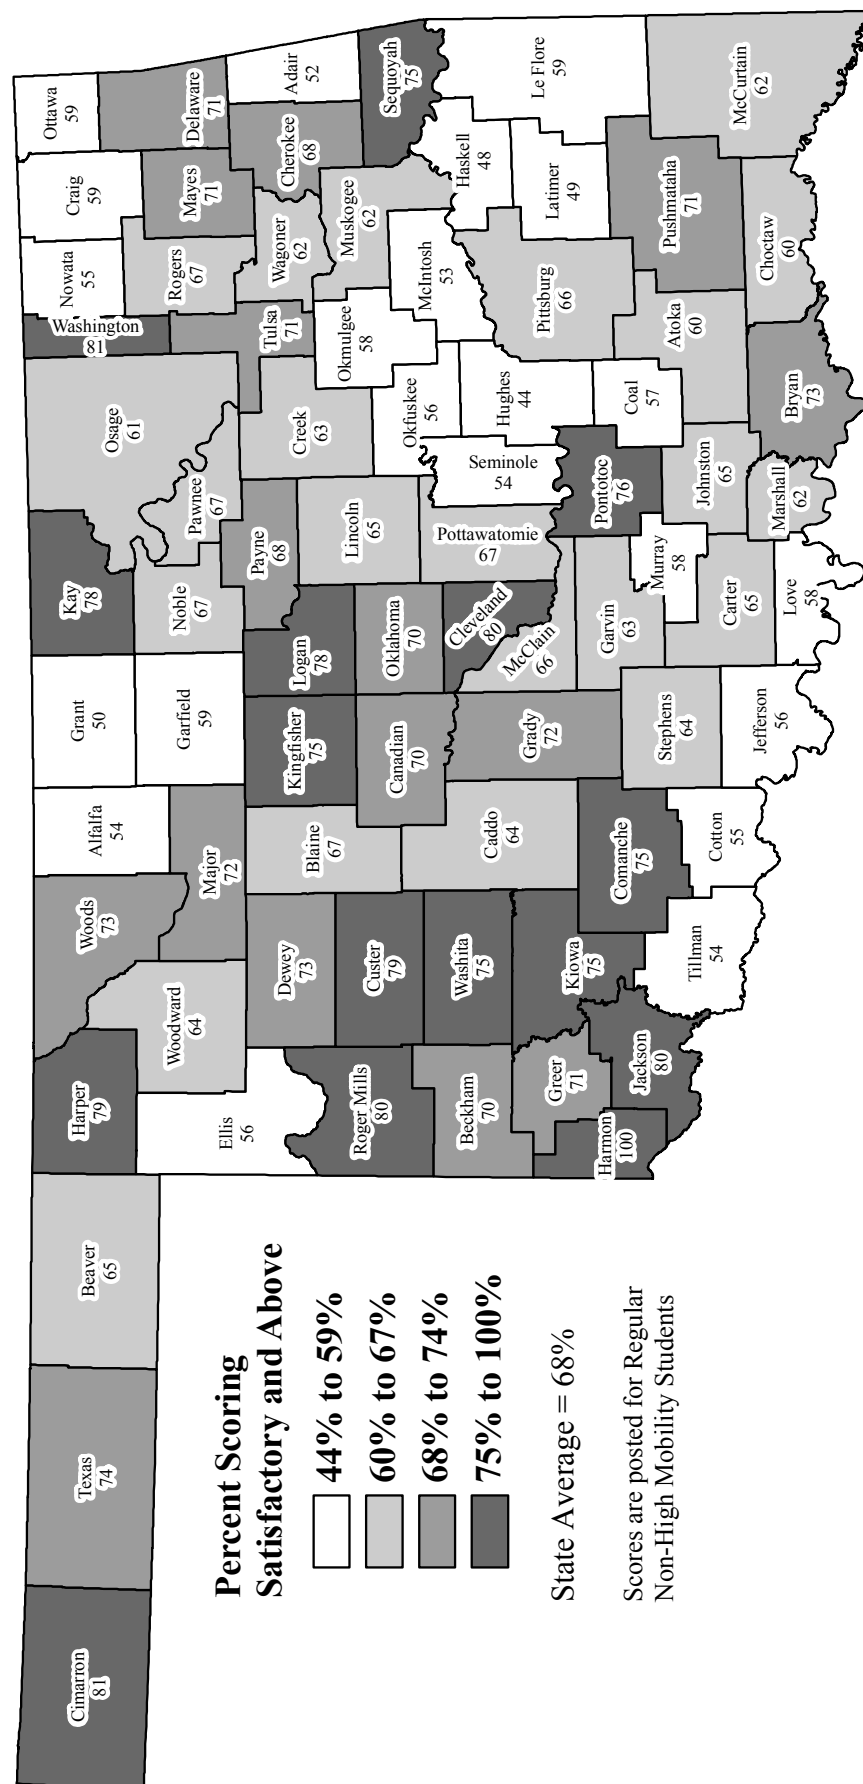 Cimarron
81
Texas
74
Beaver
65
Harper
79
Ellis
56
Woods
73
Woodward
64
Alfalfa
54
Major
72
Grant
50
Garfield
59
Kay
78
Noble
67
Osage
61
Pawnee
67
Washington
81
Nowata
55
Rogers
67
Craig
59
Mayes
71
Ottawa
59
Delaware
71
Roger Mills
80
Dewey
73
Custer
79
Blaine
67
Kingfisher
75
Logan
78
Payne
68
Lincoln
65
Creek
63
Tulsa
71
Wagoner
62
Cherokee
68
Adair
52
Beckham
70
Washita
75
Caddo
64
Canadian
70
Oklahoma
70
Cleveland
80
Pottawatomie
67
Seminole
54
Okfuskee
56
Okmulgee
58
Muskogee
62
McIntosh
53
Sequoyah
75
Haskell
48
Harmon
100
Greer
71
Jackson
80
Kiowa
75
Comanche
75
Tillman
54
Cotton
55
Grady
72
McClain
66
Garvin
63
Stephens
64
Jefferson
56
Murray
58
Carter
65
Love
58
Pontotoc
76
Johnston
65
Marshall
62
Hughes
44
Coal
57
Pittsburg
66
Atoka
60
Bryan
73
Latimer
49
Le Flore
59
Pushmataha
71
Choctaw
60
McCurtain
62
Percent Scoring
Satisfactory and Above
44% to 59%
60% to 67%
68% to 74%
75% to 100%
State Average = 68%
Scores are posted for Regular
Non-High Mobility Students